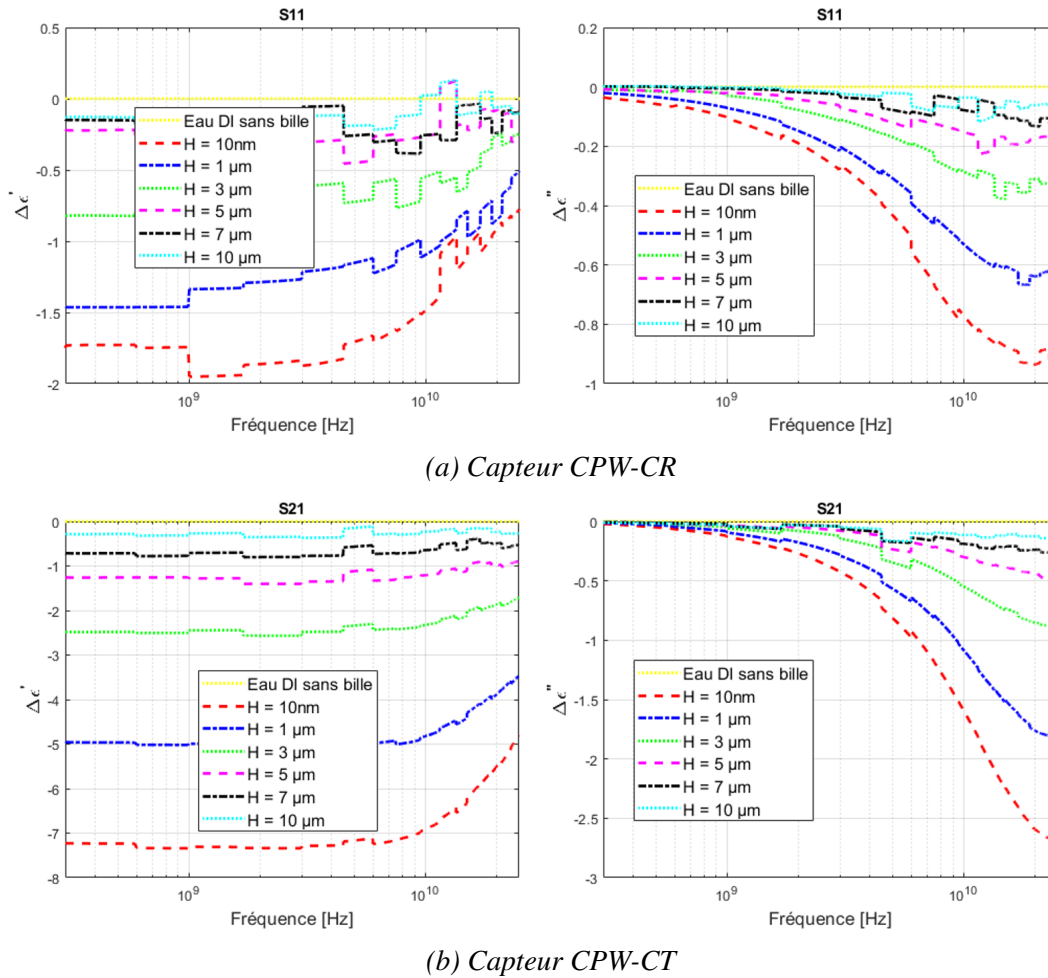 S11
0.5
0
-0.5
-1
-1.5
-2
Δϵ'
Eau DI sans bille
H = 10nm
H = 1 µm
H = 3 µm
H = 5 µm
H = 7 µm
H = 10 µm
10⁹
10¹⁰
Fréquence [Hz]
S11
0.2
0
-0.2
-0.4
-0.6
-0.8
-1
Δϵ"
Eau DI sans bille
H = 10nm
H = 1 µm
H = 3 µm
H = 5 µm
H = 7 µm
H = 10 µm
10⁹
10¹⁰
Fréquence [Hz]
(a) Capteur CPW-CR
S21
0
-1
-2
-3
-4
-5
-6
-7
-8
Δϵ'
Eau DI sans bille
H = 10nm
H = 1 µm
H = 3 µm
H = 5 µm
H = 7 µm
H = 10 µm
10⁹
10¹⁰
Fréquence [Hz]
S21
0
-0.5
-1
-1.5
-2
-2.5
-3
Δϵ"
Eau DI sans bille
H = 10nm
H = 1 µm
H = 3 µm
H = 5 µm
H = 7 µm
H = 10 µm
10⁹
10¹⁰
Fréquence [Hz]
(b) Capteur CPW-CT